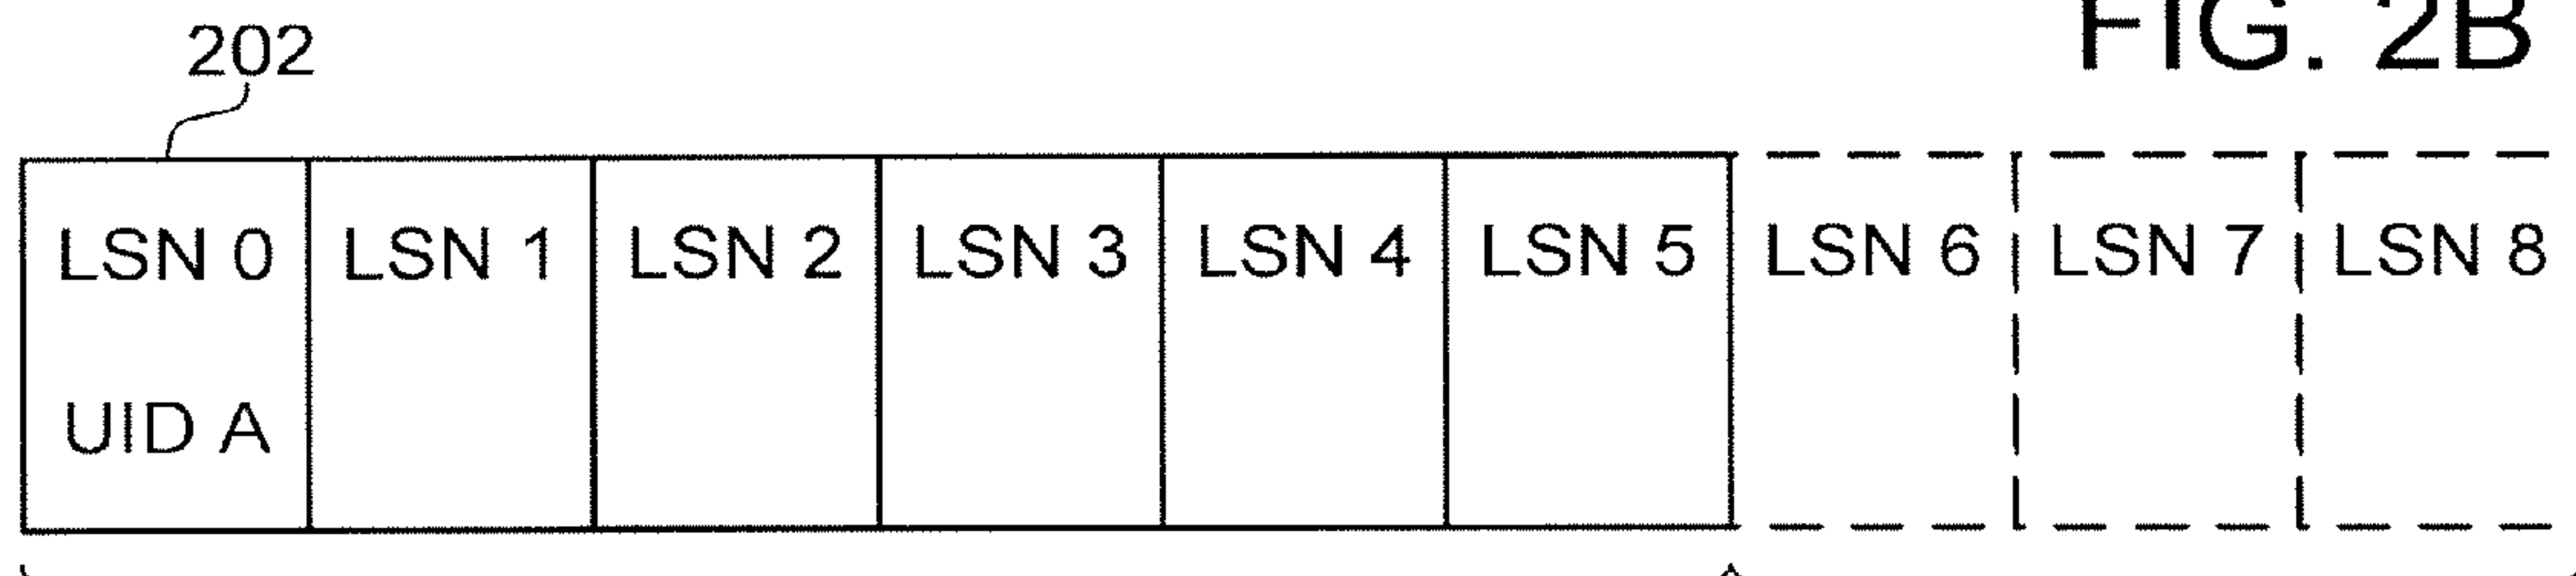 FIG. 2B
202
LSN 0 LSN 1 LSN 2 LSN 3 LSN 4 LSN 5 LSN 6 LSN 7 LSN 8
UID A